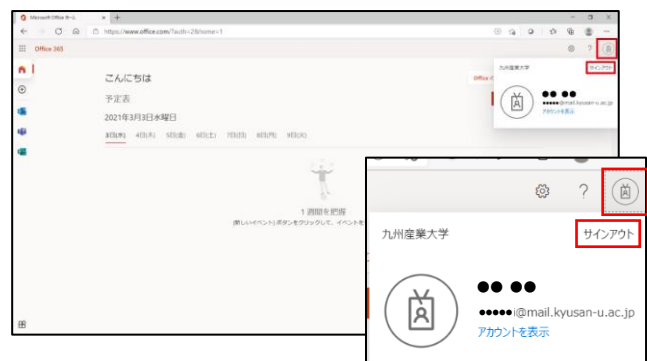 Microsoft Office ホーム
https://www.office.com/?auth=2&home=1
Office 365
?
こんにちは
予定表
2021年3月3日水曜日
3日(水) 4日(木) 5日(金) 6日(土) 7日(日) 8日(月) 9日(火)
1 週間を把握
九州産業大学
サインアウト
●● ●●
●●●●●@mail.kyusan-u.ac.jp
アカウントを表示
?
九州産業大学
サインアウト
●● ●●
●●●●●i@mail.kyusan-u.ac.jp
アカウントを表示